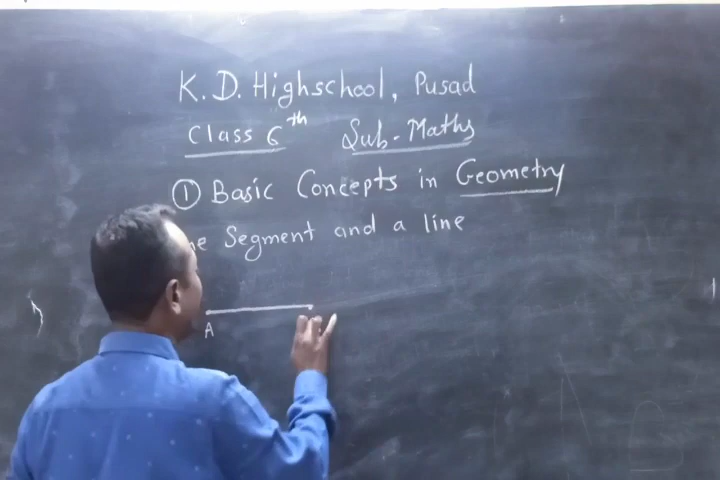 K. D. Highschool, Pusad
Class 6th Sub - Maths
① Basic Concepts in Geometry
Segment and a line
A